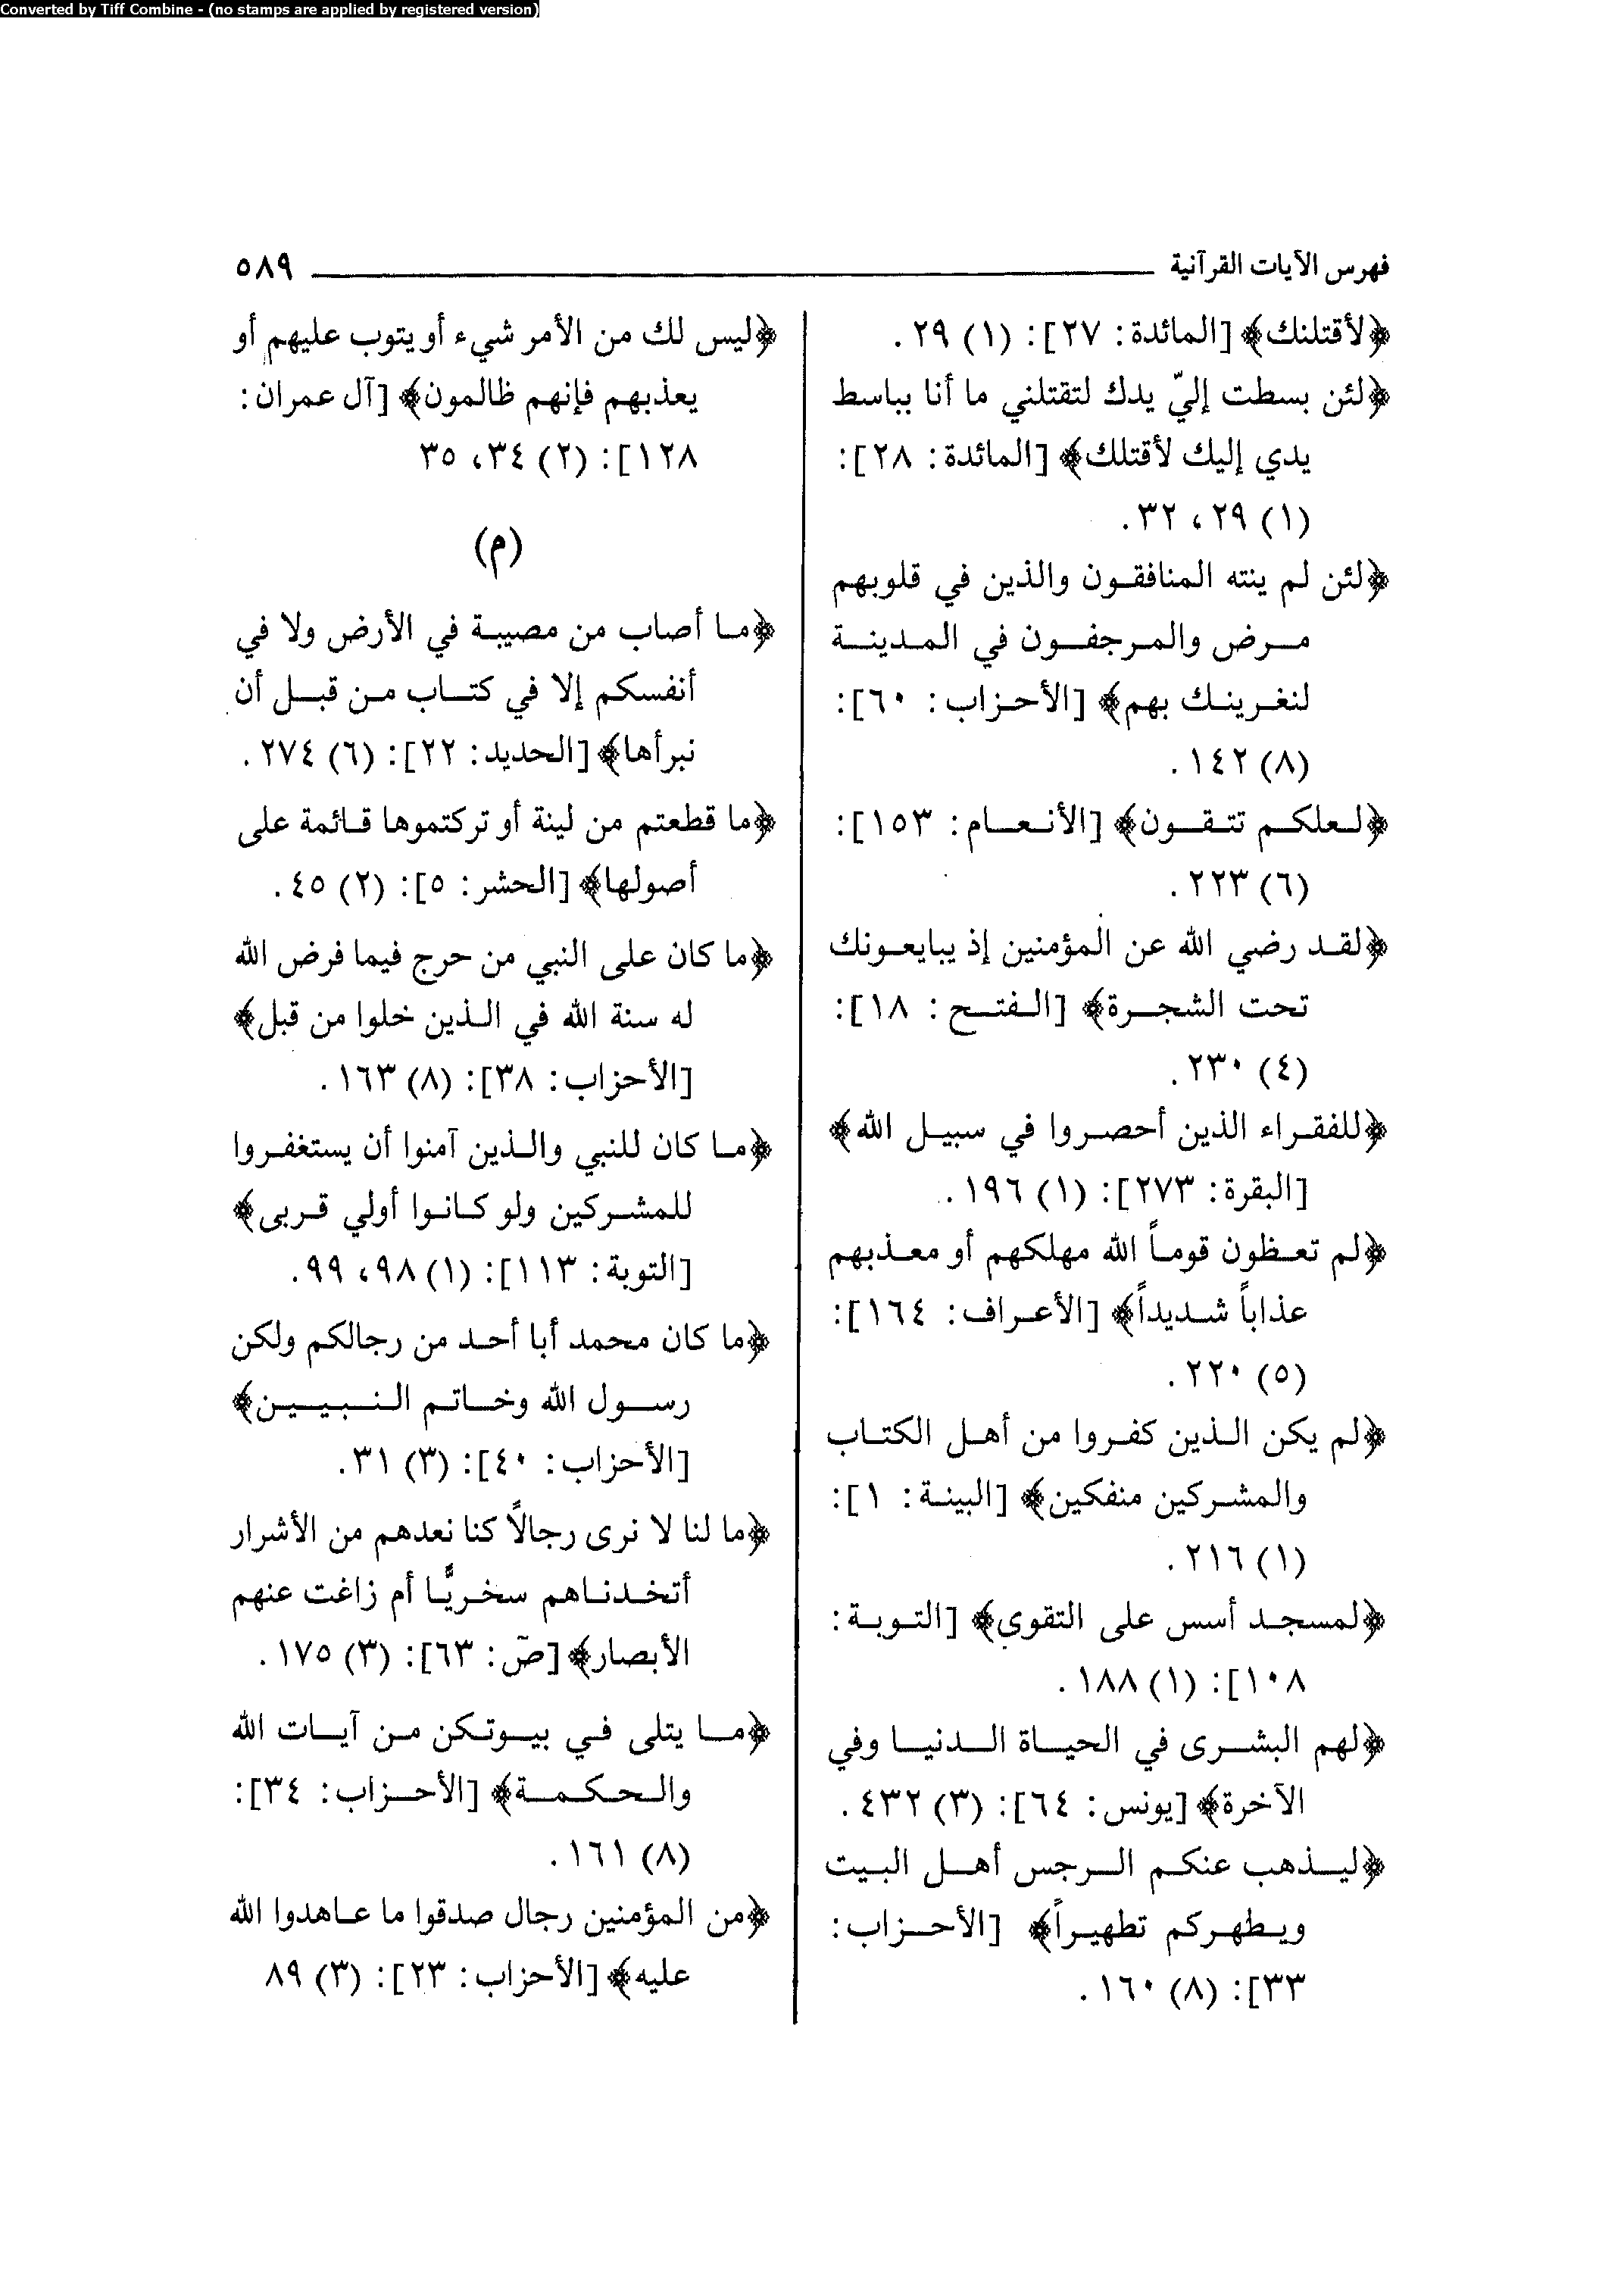 Converted by Tiff Combine - (no stamps are applied by registered version)
فهرس الآيات القرآنية ٥٨٩
﴿لأقتلنك﴾ [المائدة: ٢٧]: (١) ٢٩.
﴿لئن بسطت إليّ يدك لتقتلني ما أنا بباسط
يدي إليك لأقتلك﴾ [المائدة: ٢٨]:
(١) ٢٩، ٣٢.
﴿لئن لم ينته المنافقون والذين في قلوبهم
مرض والمرجفون في المدينة
لنغرينك بهم﴾ [الأحزاب: ٦٠]:
(٨) ١٤٢.
﴿لعلكم تتقون﴾ [الأنعام: ١٥٣]:
(٦) ٢٢٣.
﴿لقد رضي الله عن المؤمنين إذ يبايعونك
تحت الشجرة﴾ [الفتح: ١٨]:
(٤) ٢٣٠.
﴿للفقراء الذين أحصروا في سبيل الله﴾
[البقرة: ٢٧٣]: (١) ١٩٦.
﴿لم تعظون قوماً الله مهلكهم أو معذبهم
عذاباً شديداً﴾ [الأعراف: ١٦٤]:
(٥) ٢٢٠.
﴿لم يكن الذين كفروا من أهل الكتاب
والمشركين منفكين﴾ [البينة: ١]:
(١) ٢١٦.
﴿لمسجد أسس على التقوى﴾ [التوبة:
١٠٨]: (١) ١٨٨.
﴿لهم البشرى في الحياة الدنيا وفي
الآخرة﴾ [يونس: ٦٤]: (٣) ٤٣٢.
﴿ليذهب عنكم الرجس أهل البيت
ويطهركم تطهيراً﴾ [الأحزاب:
٣٣]: (٨) ١٦٠.
﴿ليس لك من الأمر شيء أو يتوب عليهم أو
يعذبهم فإنهم ظالمون﴾ [آل عمران:
١٢٨]: (٢) ٣٤، ٣٥
(م)
﴿ما أصاب من مصيبة في الأرض ولا في
أنفسكم إلا في كتاب من قبل أن
نبرأها﴾ [الحديد: ٢٢]: (٦) ٢٧٤.
﴿ما قطعتم من لينة أو تركتموها قائمة على
أصولها﴾ [الحشر: ٥]: (٢) ٤٥.
﴿ما كان على النبي من حرج فيما فرض الله
له سنة الله في الذين خلوا من قبل﴾
[الأحزاب: ٣٨]: (٨) ١٦٣.
﴿ما كان للنبي والذين آمنوا أن يستغفروا
للمشركين ولو كانوا أولي قربى﴾
[التوبة: ١١٣]: (١) ٩٨، ٩٩.
﴿ما كان محمد أبا أحد من رجالكم ولكن
رسول الله وخاتم النبيين﴾
[الأحزاب: ٤٠]: (٣) ٣١.
﴿ما لنا لا نرى رجالاً كنا نعدهم من الأشرار
أتخدناهم سخريًّا أم زاغت عنهم
الأبصار﴾ [صٓ: ٦٣]: (٣) ١٧٥.
﴿ما يتلى في بيوتكن من آيات الله
والحكمة﴾ [الأحزاب: ٣٤]:
(٨) ١٦١.
﴿من المؤمنين رجال صدقوا ما عاهدوا الله
عليه﴾ [الأحزاب: ٢٣]: (٣) ٨٩